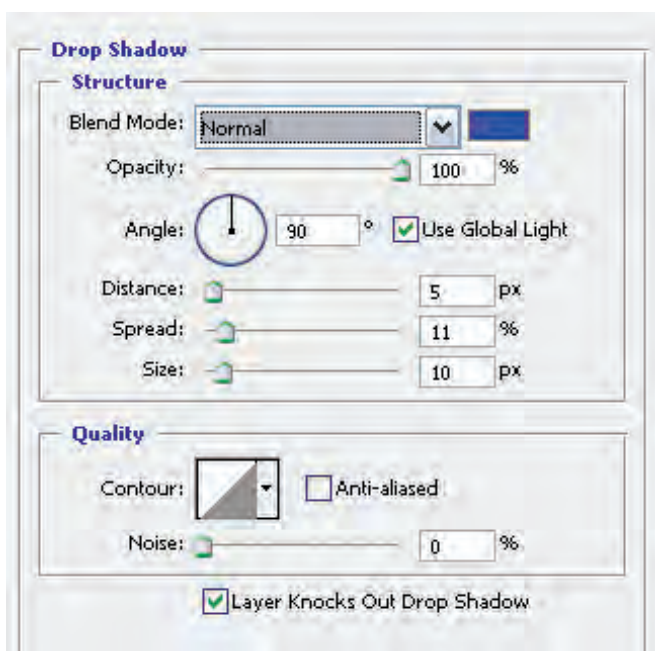 Drop Shadow
Structure
Blend Mode: Normal
Opacity: 100 %
Angle: 90 ° Use Global Light
Distance: 5 px
Spread: 11 %
Size: 10 px
Quality
Contour: Anti-aliased
Noise: 0 %
Layer Knocks Out Drop Shadow